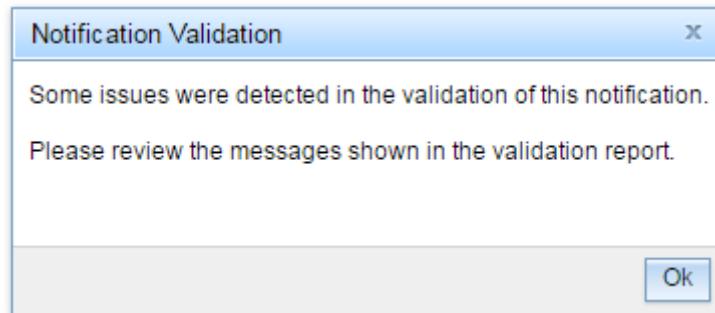 Notification Validation x
Some issues were detected in the validation of this notification.
Please review the messages shown in the validation report.
Ok